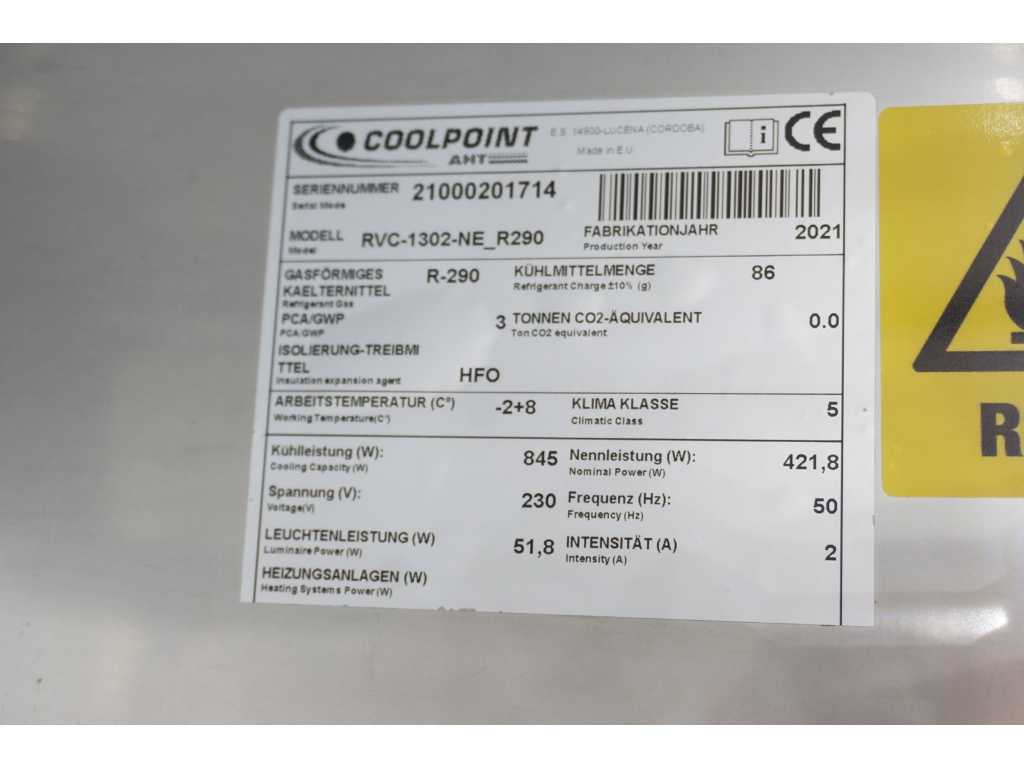 COOLPOINT
AHT
E.S. 14900-LUCENA (CORDOBA)
Made in E.U.
i
CE
SERIENNUMMER 21000201714
Serial Mode
MODELL RVC-1302-NE_R290 FABRIKATIONJAHR 2021
Model Production Year
GASFÖRMIGES R-290 KÜHLMITTELMENGE 86
KAELTERNITTEL Refrigerant Charge ±10% (g)
Refrigerant Gas
PCA/GWP 3 TONNEN CO2-ÄQUIVALENT 0.0
PCA/GWP Ton CO2 equivalent
ISOLIERUNG-TREIBMI
TTEL HFO
Insulation expansion agent
ARBEITSTEMPERATUR (Cº) -2+8 KLIMA KLASSE 5
Working Temperature(C°) Climatic Class
Kühlleistung (W) 845 Nennleistung (W): 421,8
Cooling Capacity (W) Nominal Power (W)
Spannung (V): 230 Frequenz (Hz): 50
Voltage(V) Frequency (Hz)
LEUCHTENLEISTUNG (W) 51,8 INTENSITÄT (A) 2
Luminaire Power (W) Intensity (A)
HEIZUNGSANLAGEN (W)
Heating Systems Power (W)